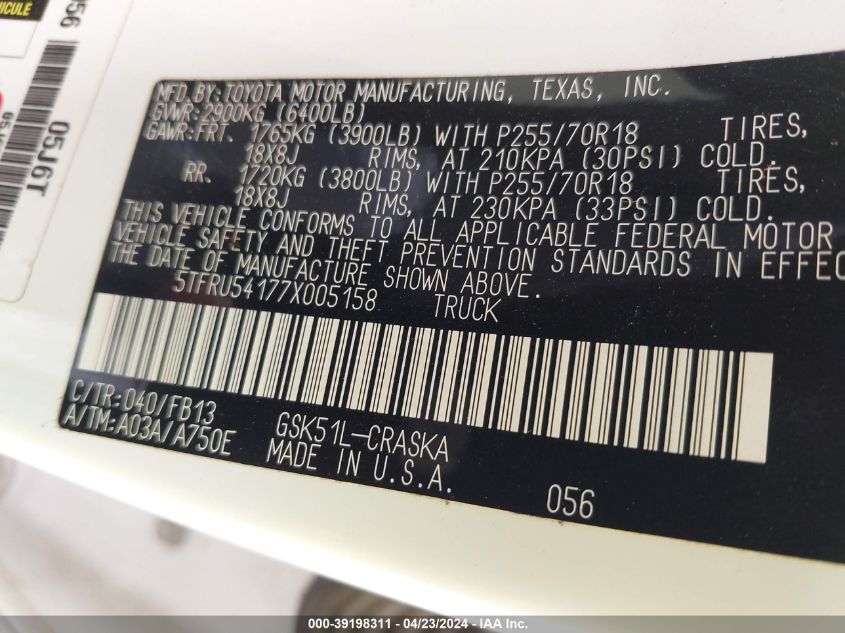 HICULE
056
05J6T
MFD. BY: TOYOTA MOTOR MANUFACTURING, TEXAS, INC.
GVWR: 2900KG (6400LB)
GAWR: FRT. 1765KG (3900LB) WITH P255/70R18 TIRES,
18X8J RIMS, AT 210KPA (30PSI) COLD.
RR. 1720KG (3800LB) WITH P255/70R18 TIRES,
18X8J RIMS, AT 230KPA (33PSI) COLD.
THIS VEHICLE CONFORMS TO ALL APPLICABLE FEDERAL MOTOR
VEHICLE SAFETY AND THEFT PREVENTION STANDARDS IN EFFEC
THE DATE OF MANUFACTURE SHOWN ABOVE.
5TFRU54177X005158 TRUCK
C/TR: 040/FB13
A/TM: A03A/A750E
GSK51L-CRASKA
MADE IN U.S.A.
056
000-39198311 - 04/23/2024 - IAA Inc.